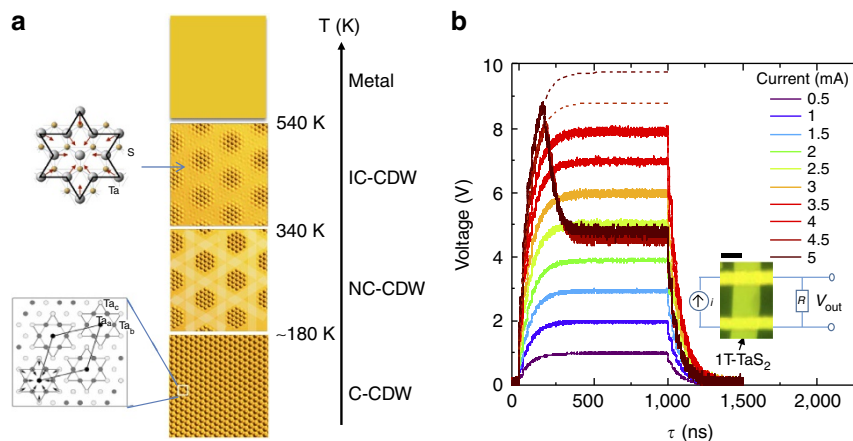 a
T (K)
Metal
540 K
S
Ta
IC-CDW
340 K
NC-CDW
Ta_c
Ta_a Ta_b
~180 K
C-CDW
b
10
8
6
4
2
0
Voltage (V)
Current (mA)
0.5
1
1.5
2
2.5
3
3.5
4
4.5
5
i
R
V_out
1T-TaS₂
0 500 1,000 1,500 2,000
τ (ns)